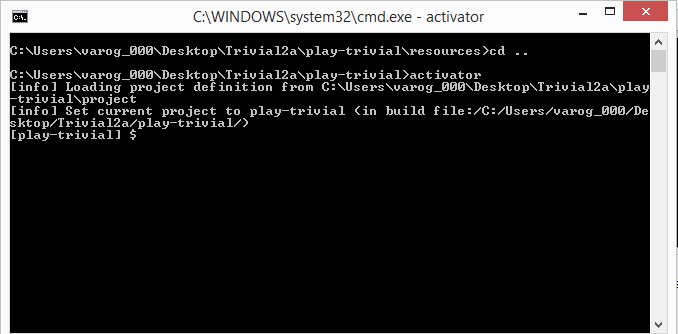 C:\WINDOWS\system32\cmd.exe - activator
C:\Users\varog_000\Desktop\Trivial2a\play-trivial\resources>cd ..
C:\Users\varog_000\Desktop\Trivial2a\play-trivial>activator
[info] Loading project definition from C:\Users\varog_000\Desktop\Trivial2a\play
-trivial\project
[info] Set current project to play-trivial (in build file:/C:/Users/varog_000/De
sktop/Trivial2a/play-trivial/)
[play-trivial] $